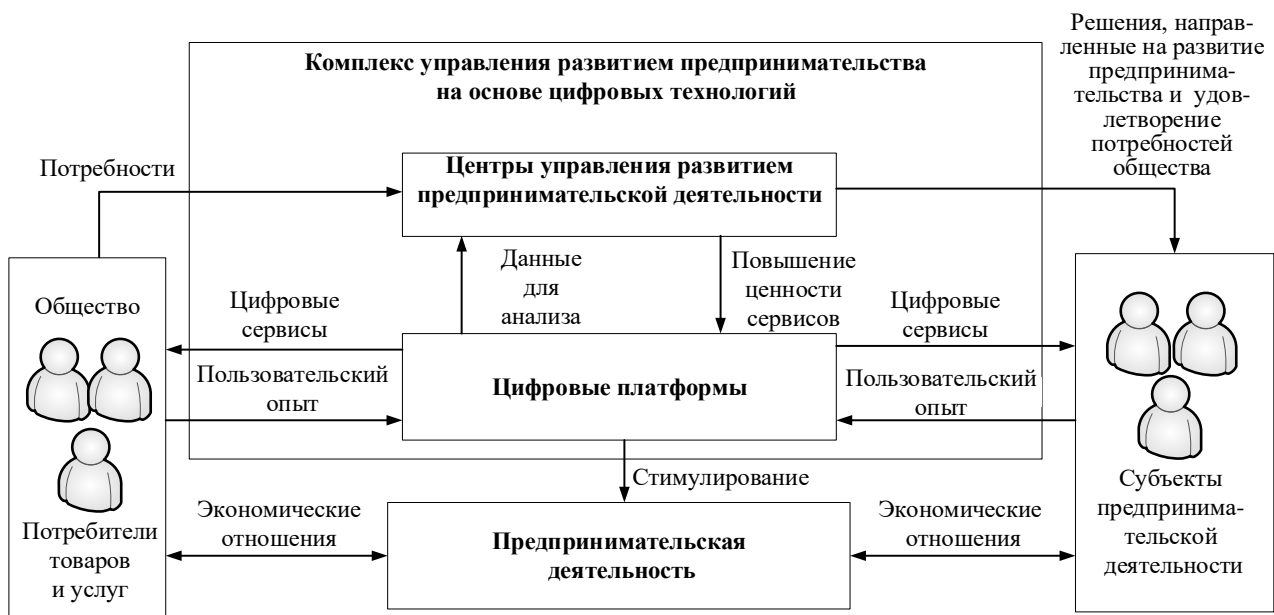 Решения, направ-
ленные на развитие
предпринима-
тельства и удов-
летворение
потребностей
общества
Комплекс управления развитием предпринимательства
на основе цифровых технологий
Потребности
Центры управления развитием
предпринимательской деятельности
Данные
для
анализа
Повышение
ценности
сервисов
Общество
Цифровые
сервисы
Цифровые
сервисы
Пользовательский
опыт
Цифровые платформы
Пользовательский
опыт
Стимулирование
Потребители
товаров
и услуг
Экономические
отношения
Предпринимательская
деятельность
Экономические
отношения
Субъекты
предпринима-
тельской
деятельности